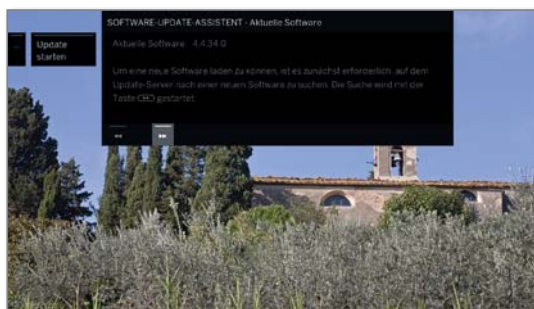 SOFTWARE-UPDATE-ASSISTENT - Aktuelle Software
Update
starten
Aktuelle Software: 4.4.34.0
Um eine neue Software laden zu können, ist es zunächst erforderlich, auf dem
Update-Server nach einer neuen Software zu suchen. Die Suche wird mit der
Taste gestartet.